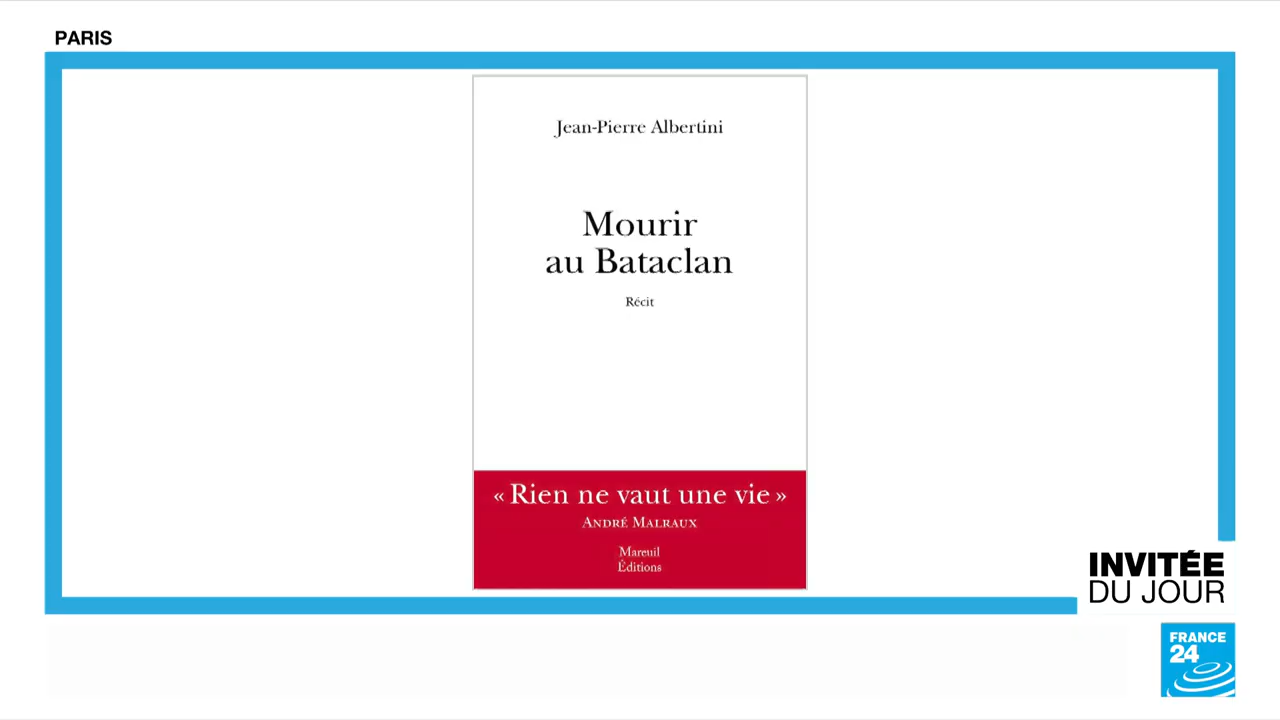 PARIS
Jean-Pierre Albertini
Mourir
au Bataclan
Récit
« Rien ne vaut une vie »
ANDRÉ MALRAUX
Mareuil
Éditions
INVITÉE
DU JOUR
FRANCE
24